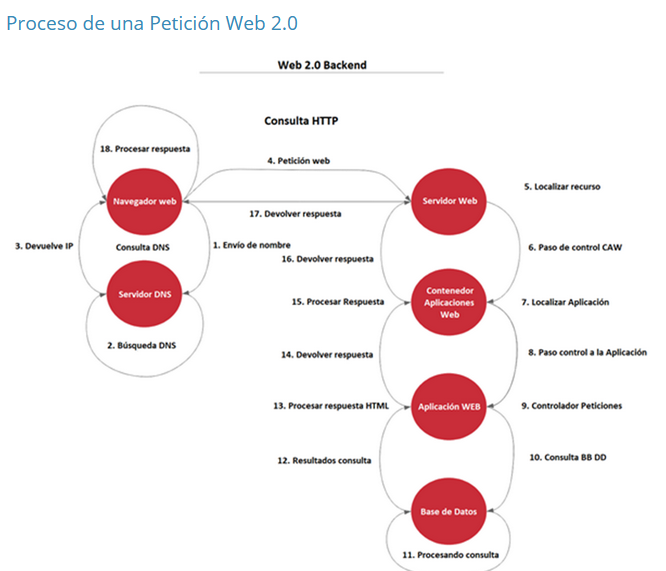 Proceso de una Petición Web 2.0
Web 2.0 Backend
Consulta HTTP
18. Procesar respuesta
4. Petición web
Navegador web
Servidor Web
5. Localizar recurso
17. Devolver respuesta
3. Devuelve IP
Consulta DNS
1. Envío de nombre
6. Paso de control CAW
16. Devolver respuesta
Servidor DNS
Contenedor
Aplicaciones
Web
15. Procesar Respuesta
7. Localizar Aplicación
2. Búsqueda DNS
14. Devolver respuesta
8. Paso control a la Aplicación
13. Procesar respuesta HTML
Aplicación WEB
9. Controlador Peticiones
12. Resultados consulta
10. Consulta BB DD
Base de Datos
11. Procesando consulta